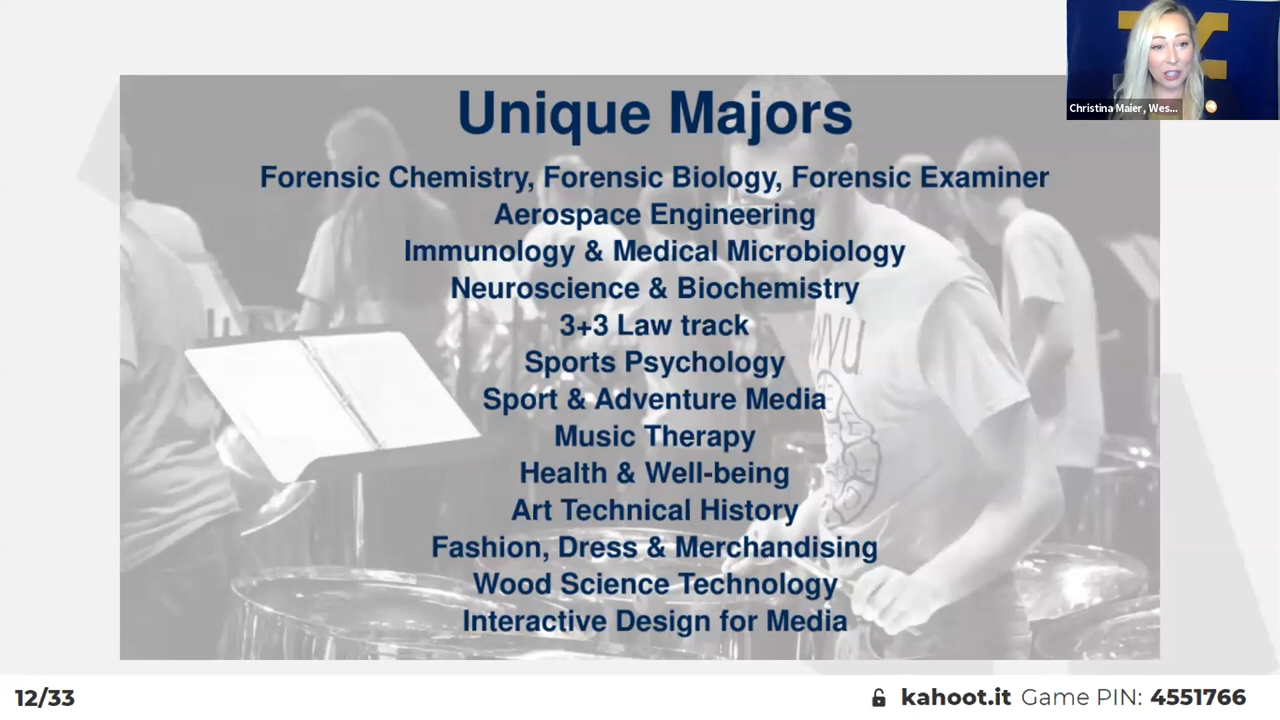 Unique Majors
Forensic Chemistry, Forensic Biology, Forensic Examiner
Aerospace Engineering
Immunology & Medical Microbiology
Neuroscience & Biochemistry
3+3 Law track
Sports Psychology
Sport & Adventure Media
Music Therapy
Health & Well-being
Art Technical History
Fashion, Dress & Merchandising
Wood Science Technology
Interactive Design for Media
Christina Maier, Wes...
WVU
12/33
kahoot.it Game PIN: 4551766